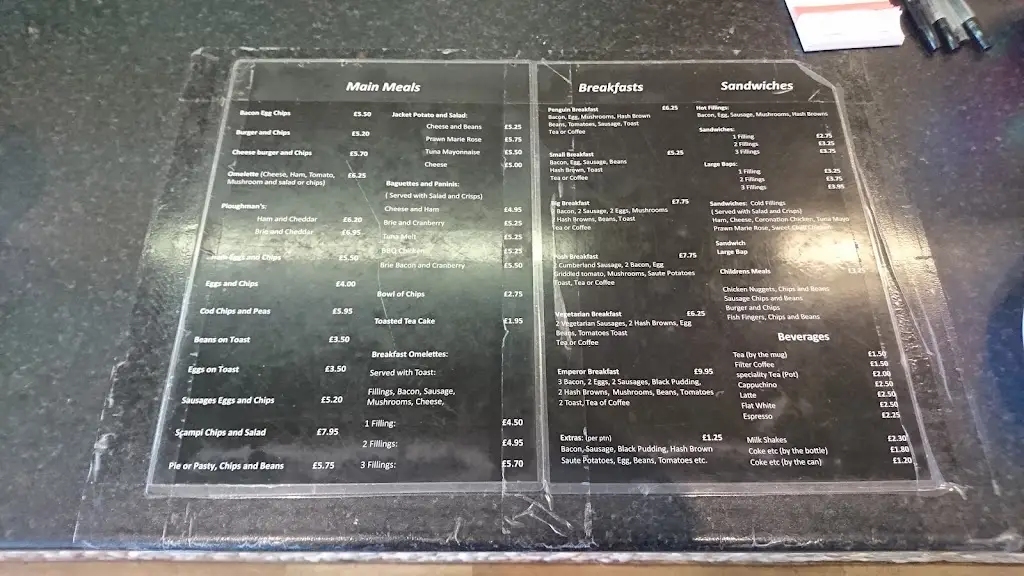 Main Meals
Bacon Egg Chips £5.50
Burger and Chips £5.20
Cheese burger and Chips £5.70
Omelette (Cheese, Ham, Tomato, £6.25
Mushroom and salad or chips)
Ploughman's:
Ham and Cheddar £6.20
Brie and Cheddar £6.95
Eggs and Chips £5.50
Eggs and Chips £4.00
Cod Chips and Peas £5.95
Beans on Toast £3.50
Eggs on Toast £3.50
Sausages Eggs and Chips £5.20
Scampi Chips and Salad £7.95
Pie or Pasty, Chips and Beans £5.75
Jacket Potato and Salad:
Cheese and Beans £5.25
Prawn Marie Rose £5.75
Tuna Mayonnaise £5.50
Cheese £5.00
Baguettes and Paninis:
( Served with Salad and Crisps)
Cheese and Ham £4.95
Brie and Cranberry £5.25
Tuna Melt £5.25
BBQ Chicken £5.25
Brie Bacon and Cranberry £5.50
Bowl of Chips £2.75
Toasted Tea Cake £1.95
Breakfast Omelettes:
Served with Toast:
Fillings, Bacon, Sausage,
Mushrooms, Cheese,
1 Filling: £4.50
2 Fillings: £4.95
3 Fillings: £5.70
Breakfasts
Penguin Breakfast £6.25
Bacon, Egg, Mushrooms, Hash Brown
Beans, Tomatoes, Sausage, Toast
Tea or Coffee
Small Breakfast £5.25
Bacon, Egg, Sausage, Beans
Hash Brown, Toast
Tea or Coffee
Big Breakfast £7.75
Bacon, 2 Sausage, 2 Eggs, Mushrooms
2 Hash Browns, Beans, Toast
Tea or Coffee
Breakfast £7.75
2 Cumberland Sausage, 2 Bacon, Egg
Griddled tomato, Mushrooms, Saute Potatoes
Toast, Tea or Coffee
Vegetarian Breakfast £6.25
2 Vegetarian Sausages, 2 Hash Browns, Egg
Beans, Tomatoes Toast
Tea or Coffee
Emperor Breakfast £9.95
3 Bacon, 2 Eggs, 2 Sausages, Black Pudding,
2 Hash Browns, Mushrooms, Beans, Tomatoes
2 Toast, Tea of Coffee
Extras: (per ptn) £1.25
Bacon, Sausage, Black Pudding, Hash Brown
Saute Potatoes, Egg, Beans, Tomatoes etc.
Sandwiches
Hot Fillings:
Bacon, Egg, Sausage, Mushrooms, Hash Browns
Sandwiches:
1 Filling £2.75
2 Fillings £3.25
3 Fillings £3.75
Large Baps:
1 Filling £3.25
2 Fillings £3.75
3 Fillings £3.95
Sandwiches: Cold Fillings
( Served with Salad and Crisps)
Ham, Cheese, Coronation Chicken, Tuna Mayo
Prawn Marie Rose, Sweet Chilli Chicken
Sandwich
Large Bap
Childrens Meals
Chicken Nuggets, Chips and Beans
Sausage Chips and Beans
Burger and Chips
Fish Fingers, Chips and Beans
Beverages
Tea (by the mug) £1.50
Filter Coffee £1.50
speciality Tea (Pot) £2.00
Cappuchino £2.50
Latte £2.50
Flat White £2.50
Espresso £2.25
Milk Shakes £2.30
Coke etc (by the bottle) £1.80
Coke etc (by the can) £1.20